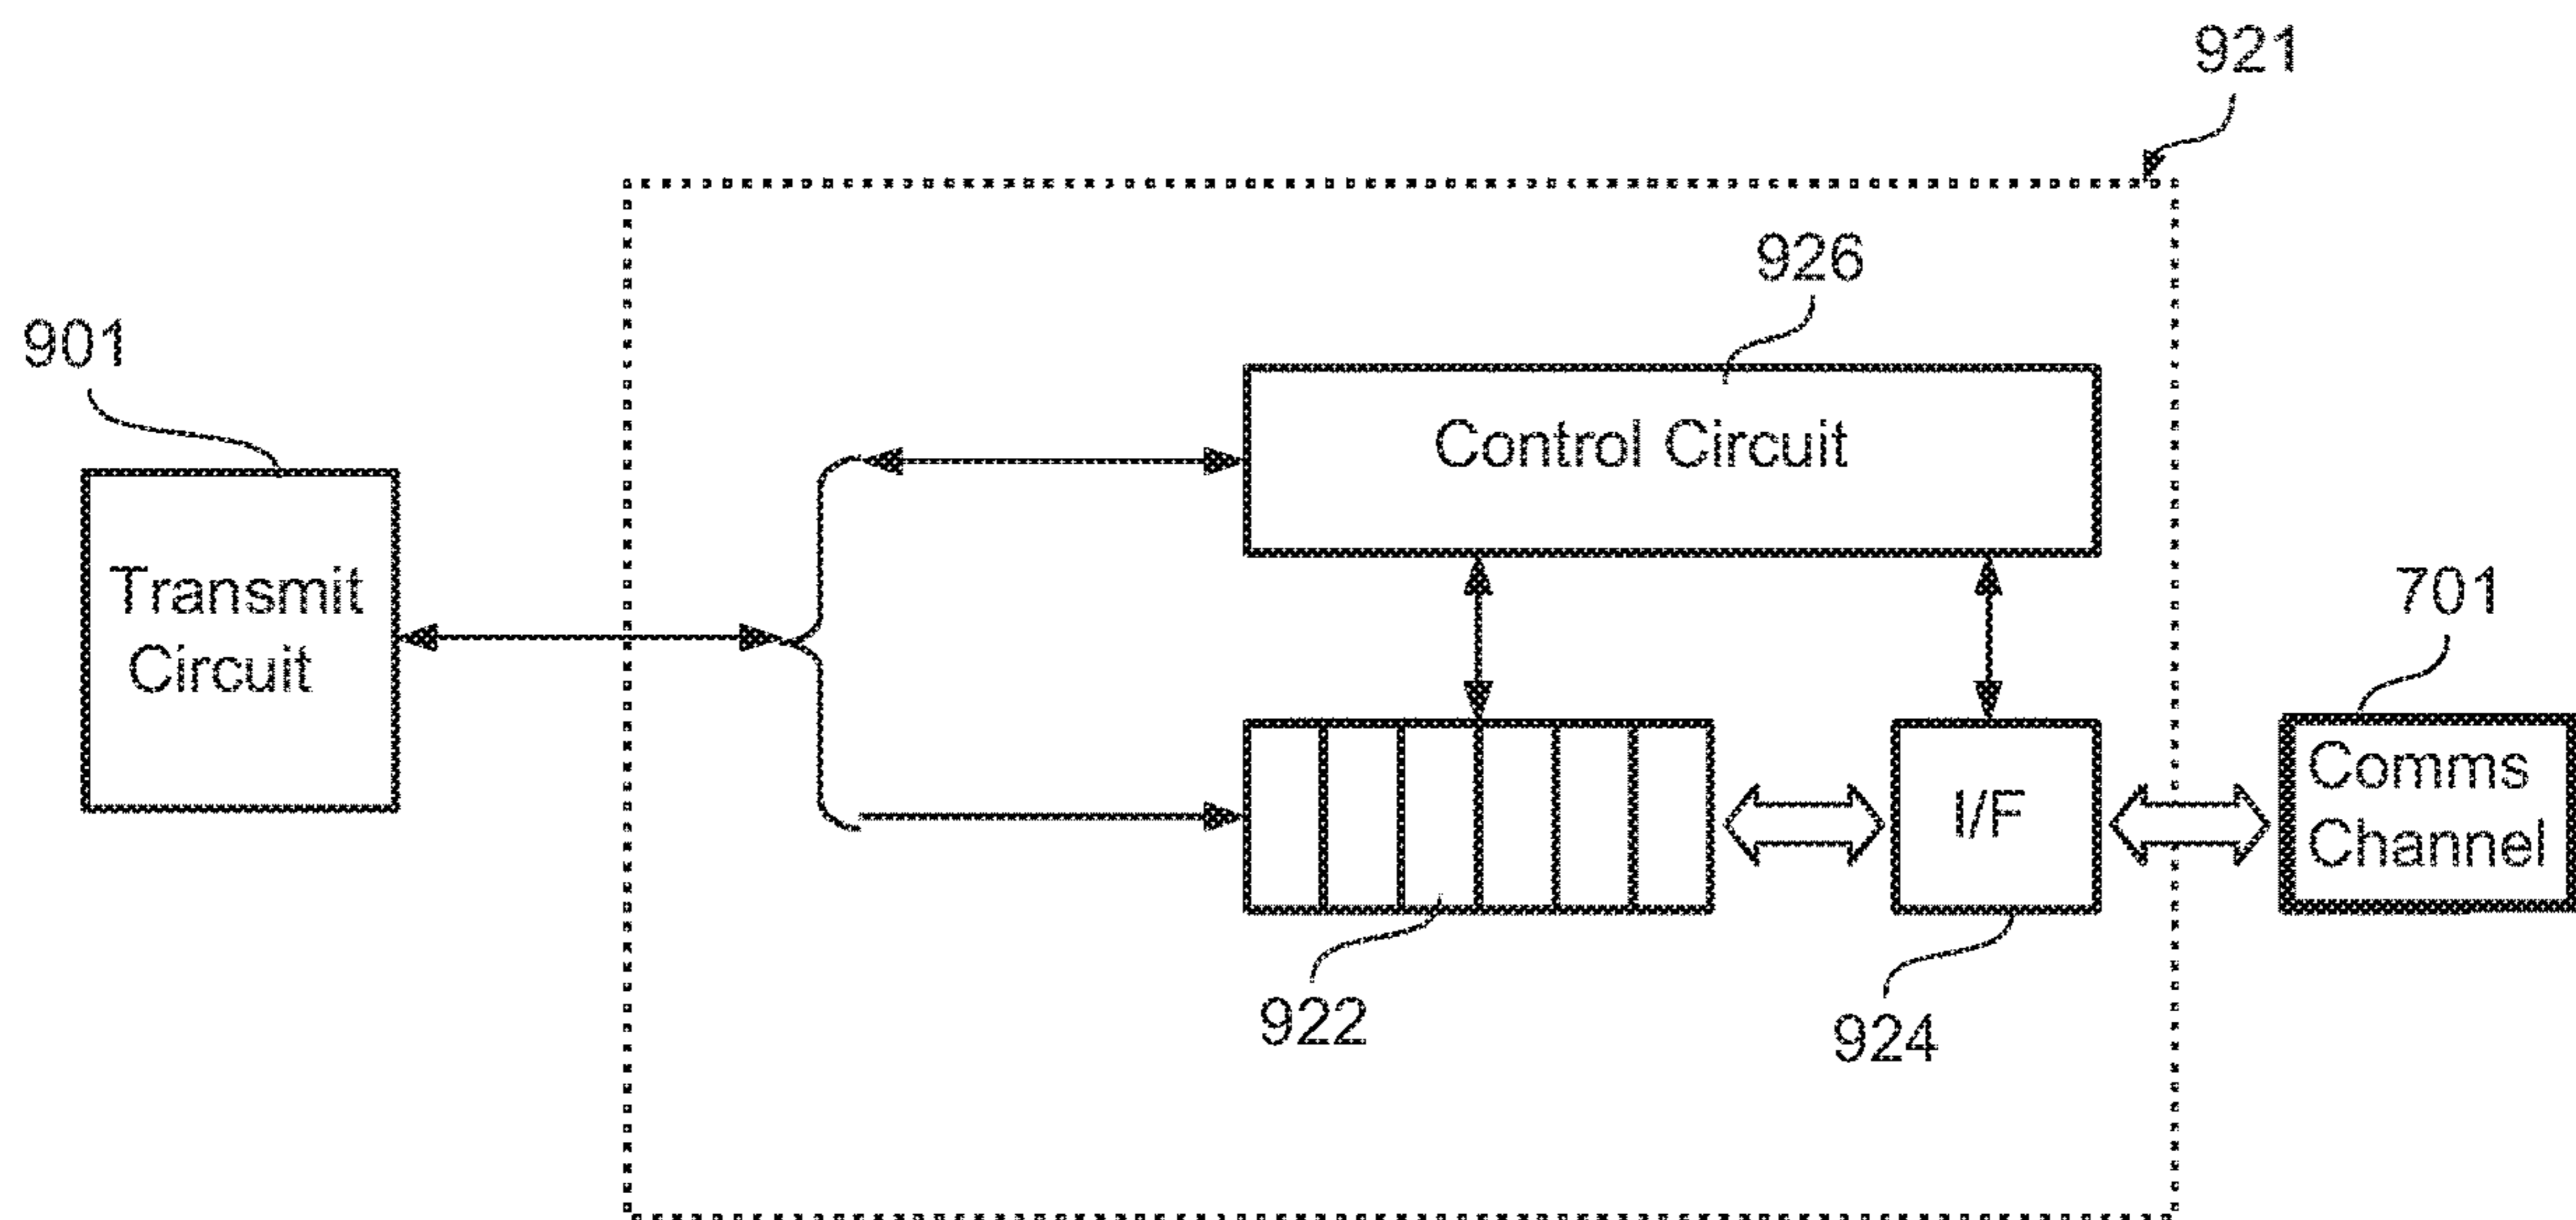 921
926
901
Control Circuit
Transmit
Circuit
701
Comms
Channel
I/F
922
924